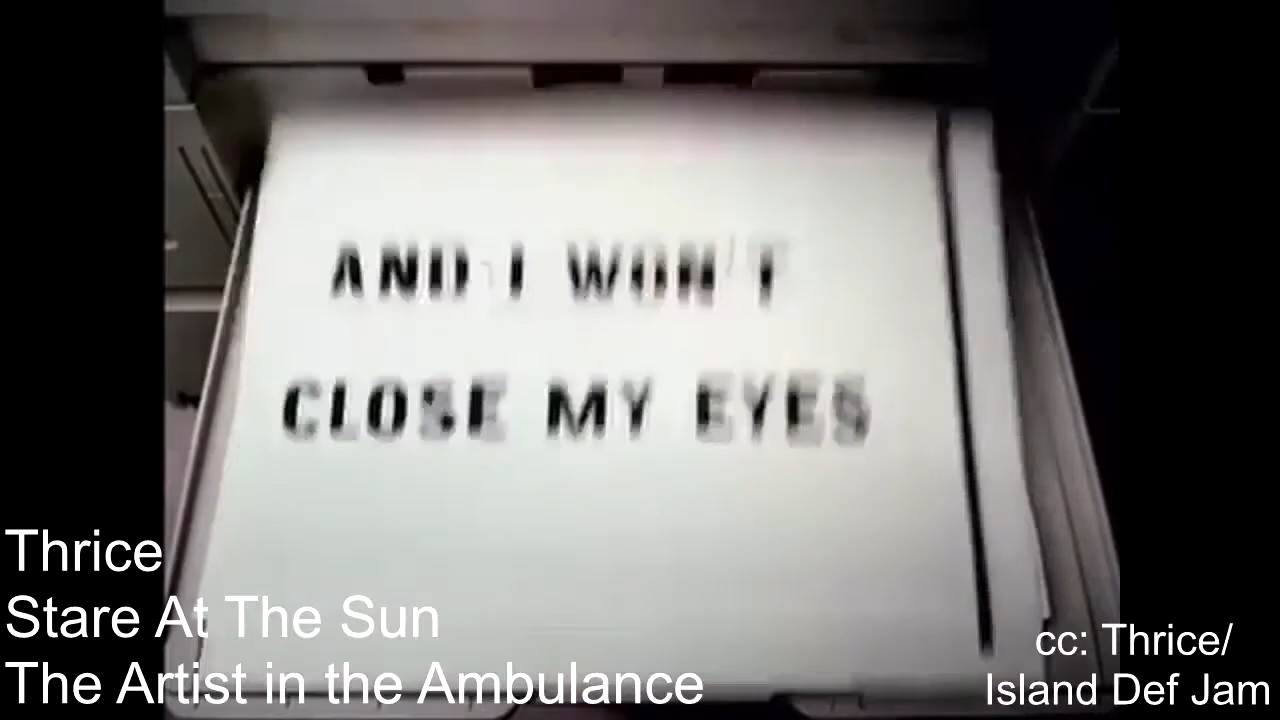 AND I WON'T
CLOSE MY EYES
Thrice
Stare At The Sun
The Artist in the Ambulance
cc: Thrice/
Island Def Jam